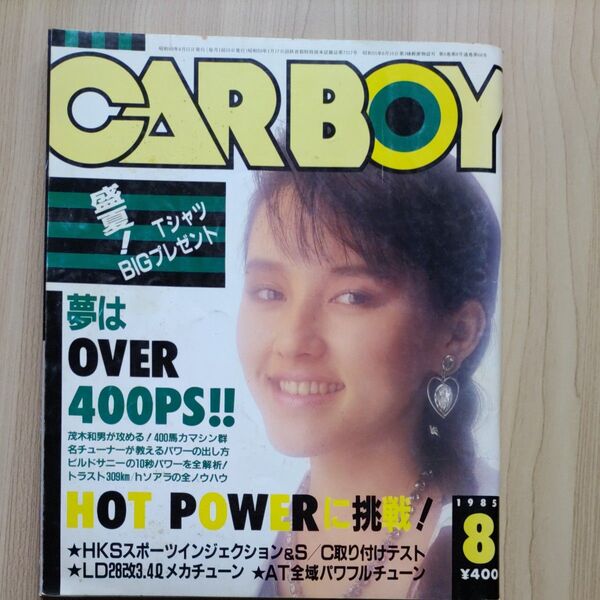 CAR BOY
盛夏！
Tシャツ
BIGプレゼント
夢は
OVER
400PS!!
茂木和男が攻める！400馬力マシン群
名チューナーが教えるパワーの出し方
ビルドサニーの10秒パワーを全解析！
トラスト309km/hソアラの全ノウハウ
HOT POWERに挑戦！
★HKSスポーツインジェクション&S／C取り付けテスト
★LD28改3.4ℓメカチューン ★AT全域パワフルチューン
1985
8
¥400